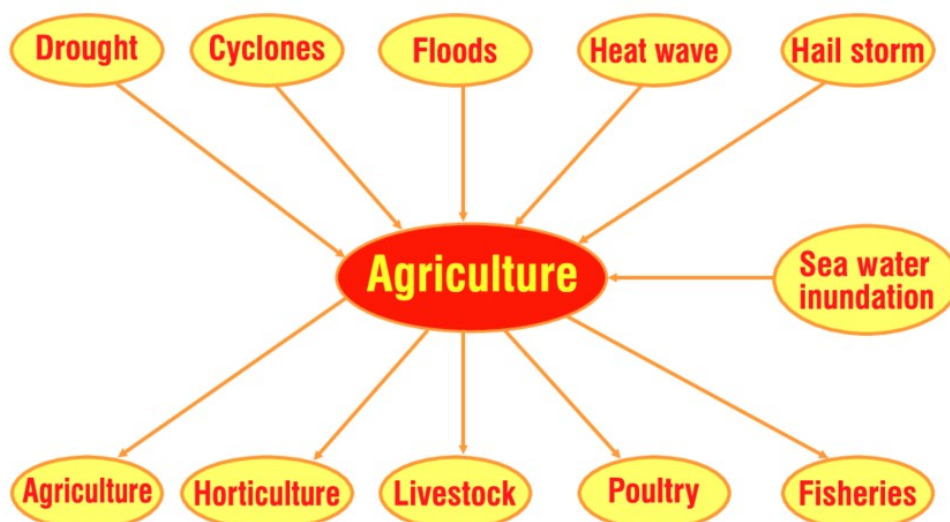 Drought
Cyclones
Floods
Heat wave
Hail storm
Agriculture
Sea water
inundation
Agriculture
Horticulture
Livestock
Poultry
Fisheries